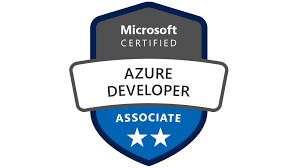 Microsoft
CERTIFIED
AZURE
DEVELOPER
ASSOCIATE